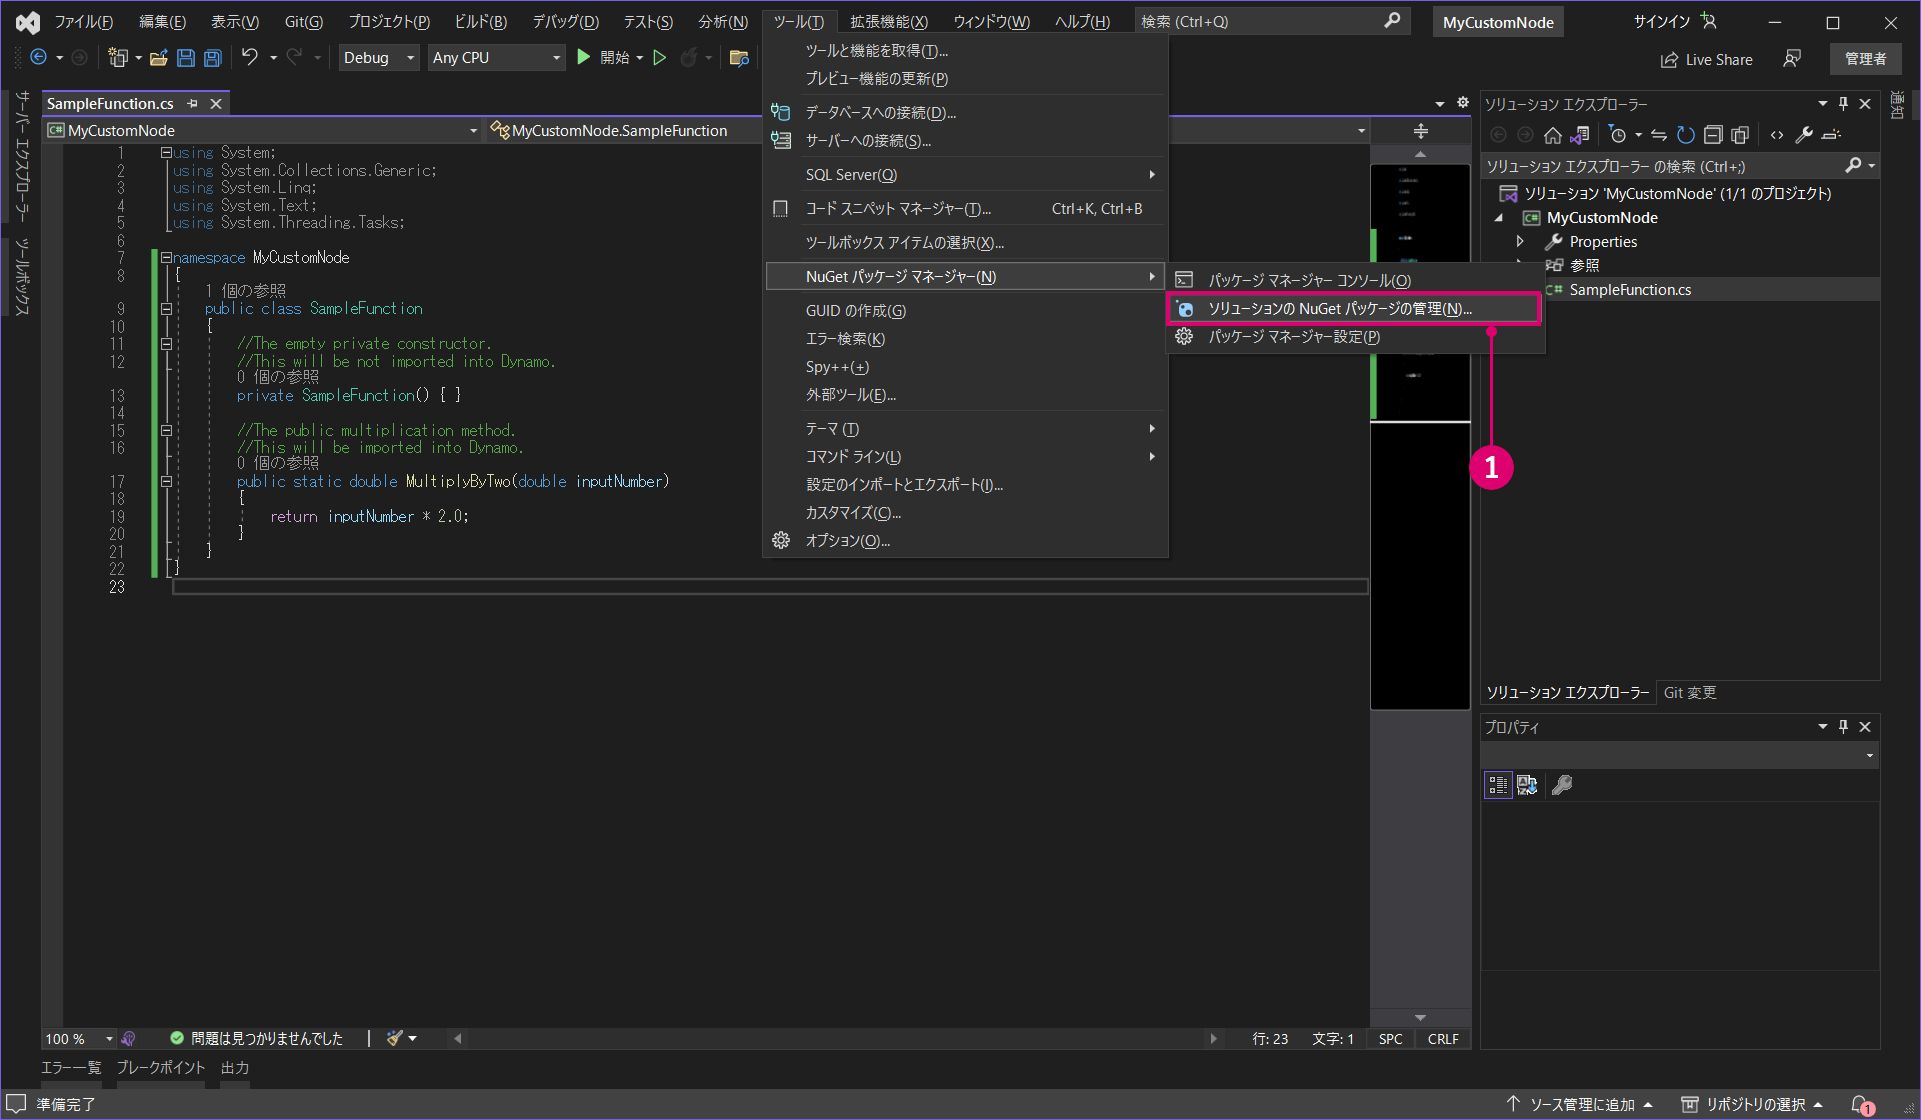 ファイル(F) 編集(E) 表示(V) Git(G) プロジェクト(P) ビルド(B) デバッグ(D) テスト(S) 分析(N) ツール(T) 拡張機能(X) ウィンドウ(W) ヘルプ(H) 検索 (Ctrl+Q) MyCustomNode サインイン
Debug Any CPU 開始 Live Share 管理者
サーバー エクスプローラー
ツールボックス
SampleFunction.cs
MyCustomNode MyCustomNode.SampleFunction
1 using System;
2 using System.Collections.Generic;
3 using System.Linq;
4 using System.Text;
5 using System.Threading.Tasks;
6
7 namespace MyCustomNode
8 {
1 個の参照
9 public class SampleFunction
10 {
11 //The empty private constructor.
12 //This will be not imported into Dynamo.
0 個の参照
13 private SampleFunction() { }
14
15 //The public multiplication method.
16 //This will be imported into Dynamo.
0 個の参照
17 public static double MultiplyByTwo(double inputNumber)
18 {
19 return inputNumber * 2.0;
20 }
21 }
22 }
23
ツールと機能を取得(T)...
プレビュー機能の更新(P)
データベースへの接続(D)...
サーバーへの接続(S)...
SQL Server(Q)
コード スニペット マネージャー(T)... Ctrl+K, Ctrl+B
ツールボックス アイテムの選択(X)...
NuGet パッケージ マネージャー(N)
GUID の作成(G)
エラー検索(K)
Spy++(+)
外部ツール(E)...
テーマ (T)
コマンド ライン(L)
設定のインポートとエクスポート(I)...
カスタマイズ(C)...
オプション(O)...
パッケージ マネージャー コンソール(O)
ソリューションの NuGet パッケージの管理(N)...
パッケージ マネージャー設定(P)
1
ソリューション エクスプローラー
ソリューション エクスプローラー の検索 (Ctrl+;)
ソリューション 'MyCustomNode' (1/1 のプロジェクト)
C# MyCustomNode
Properties
参照
C# SampleFunction.cs
ソリューション エクスプローラー Git 変更
プロパティ
通知
100 % 問題は見つかりませんでした 行: 23 文字: 1 SPC CRLF
エラー一覧 ブレークポイント 出力
準備完了 ソース管理に追加 リポジトリの選択 1